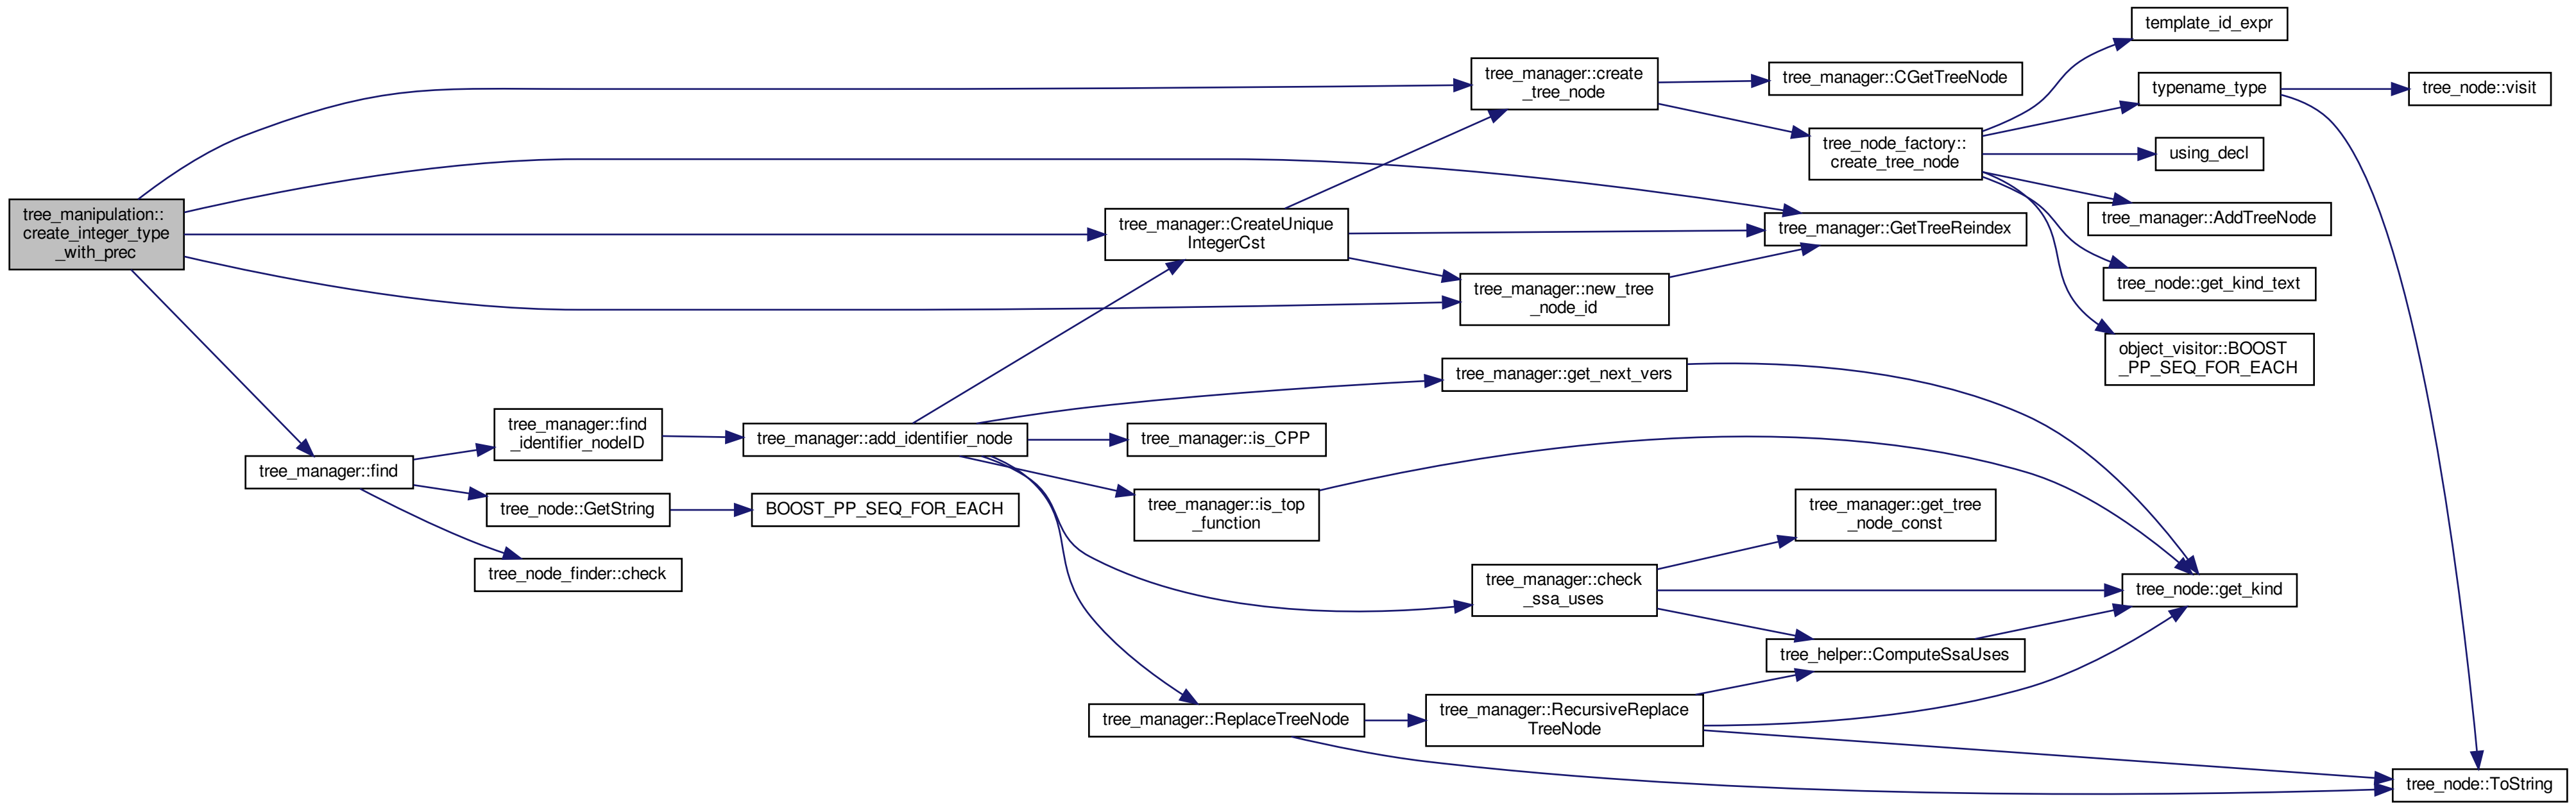 tree_manipulation::
create_integer_type
_with_prec
tree_manager::find
tree_manager::find
_identifier_nodeID
tree_node::GetString
tree_node_finder::check
tree_manager::add_identifier_node
BOOST_PP_SEQ_FOR_EACH
tree_manager::CreateUnique
IntegerCst
tree_manager::is_CPP
tree_manager::is_top
_function
tree_manager::ReplaceTreeNode
tree_manager::create
_tree_node
tree_manager::new_tree
_node_id
tree_manager::get_next_vers
tree_manager::check
_ssa_uses
tree_manager::RecursiveReplace
TreeNode
tree_manager::CGetTreeNode
tree_node_factory::
create_tree_node
tree_manager::GetTreeReindex
tree_manager::get_tree
_node_const
tree_helper::ComputeSsaUses
template_id_expr
typename_type
using_decl
tree_manager::AddTreeNode
tree_node::get_kind_text
object_visitor::BOOST
_PP_SEQ_FOR_EACH
tree_node::get_kind
tree_node::visit
tree_node::ToString